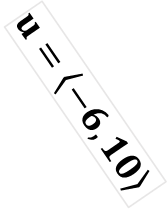 u = ⟨−6, 10⟩